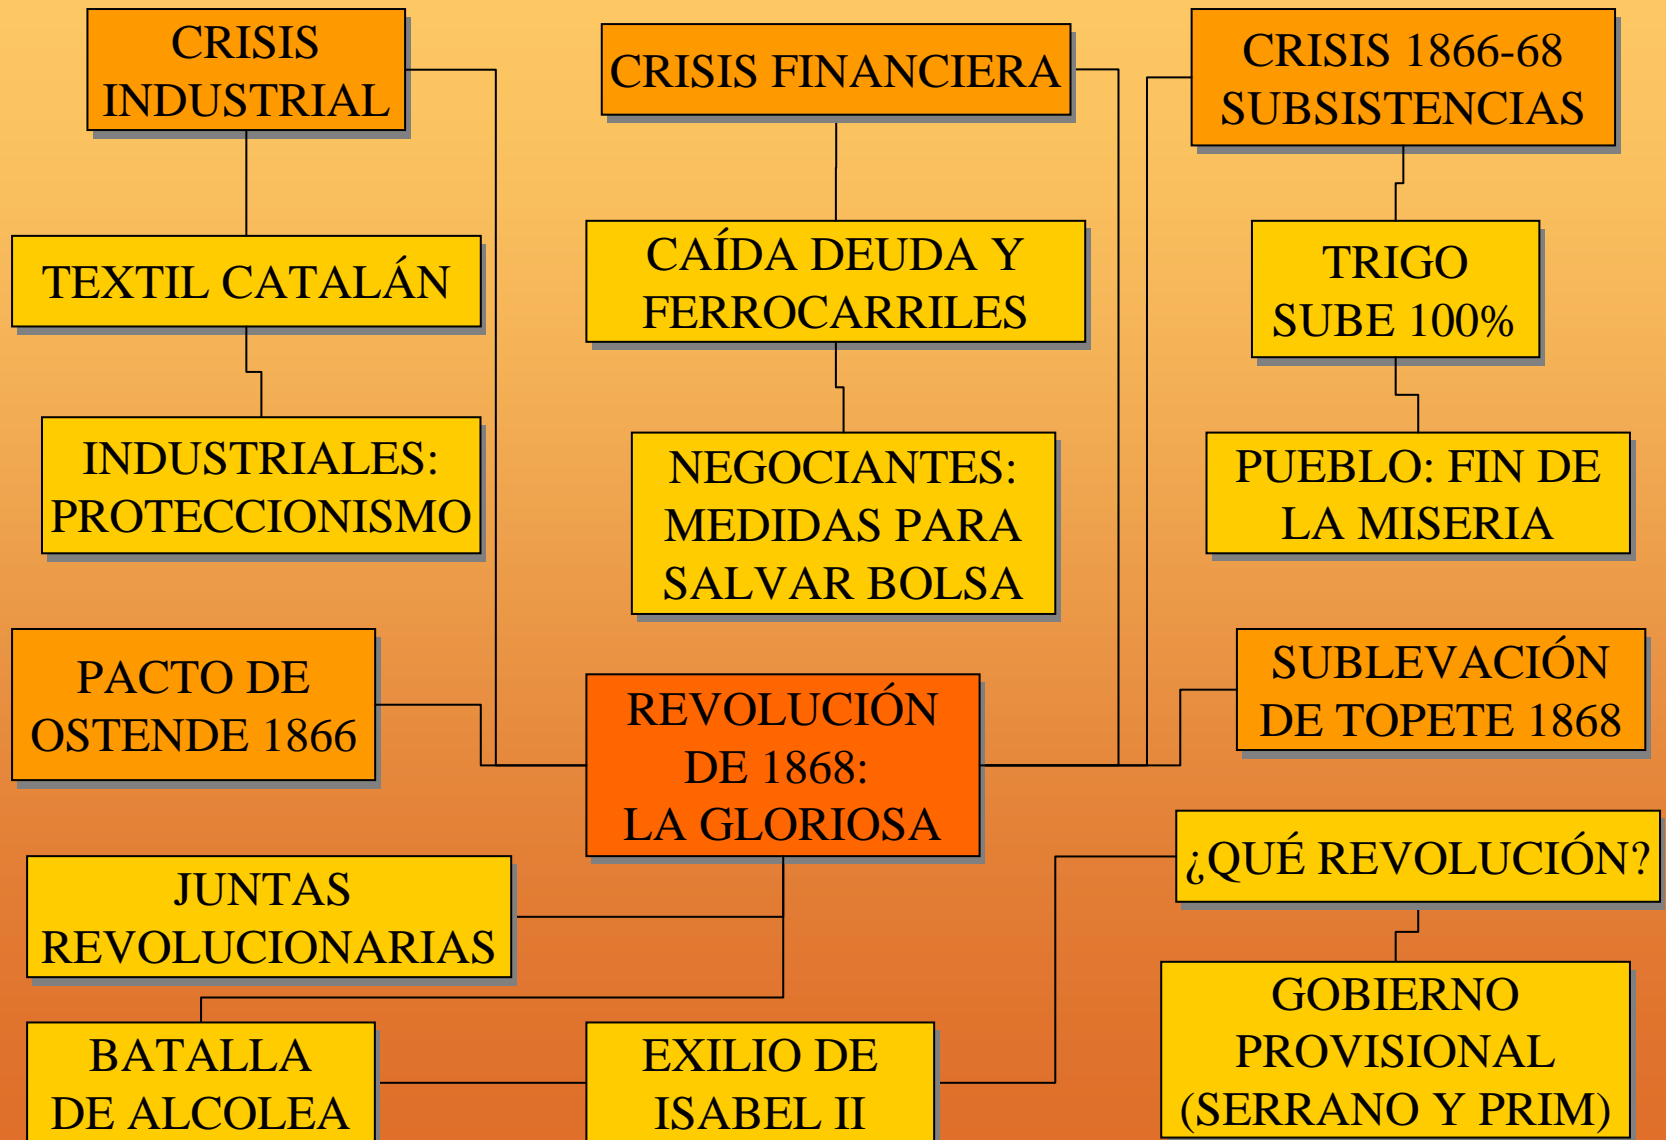 CRISIS
INDUSTRIAL
CRISIS FINANCIERA
CRISIS 1866-68
SUBSISTENCIAS
TEXTIL CATALÁN
CAÍDA DEUDA Y
FERROCARRILES
TRIGO
SUBE 100%
INDUSTRIALES:
PROTECCIONISMO
NEGOCIANTES:
MEDIDAS PARA
SALVAR BOLSA
PUEBLO: FIN DE
LA MISERIA
PACTO DE
OSTENDE 1866
REVOLUCIÓN
DE 1868:
LA GLORIOSA
SUBLEVACIÓN
DE TOPETE 1868
JUNTAS
REVOLUCIONARIAS
¿QUÉ REVOLUCIÓN?
BATALLA
DE ALCOLEA
EXILIO DE
ISABEL II
GOBIERNO
PROVISIONAL
(SERRANO Y PRIM)